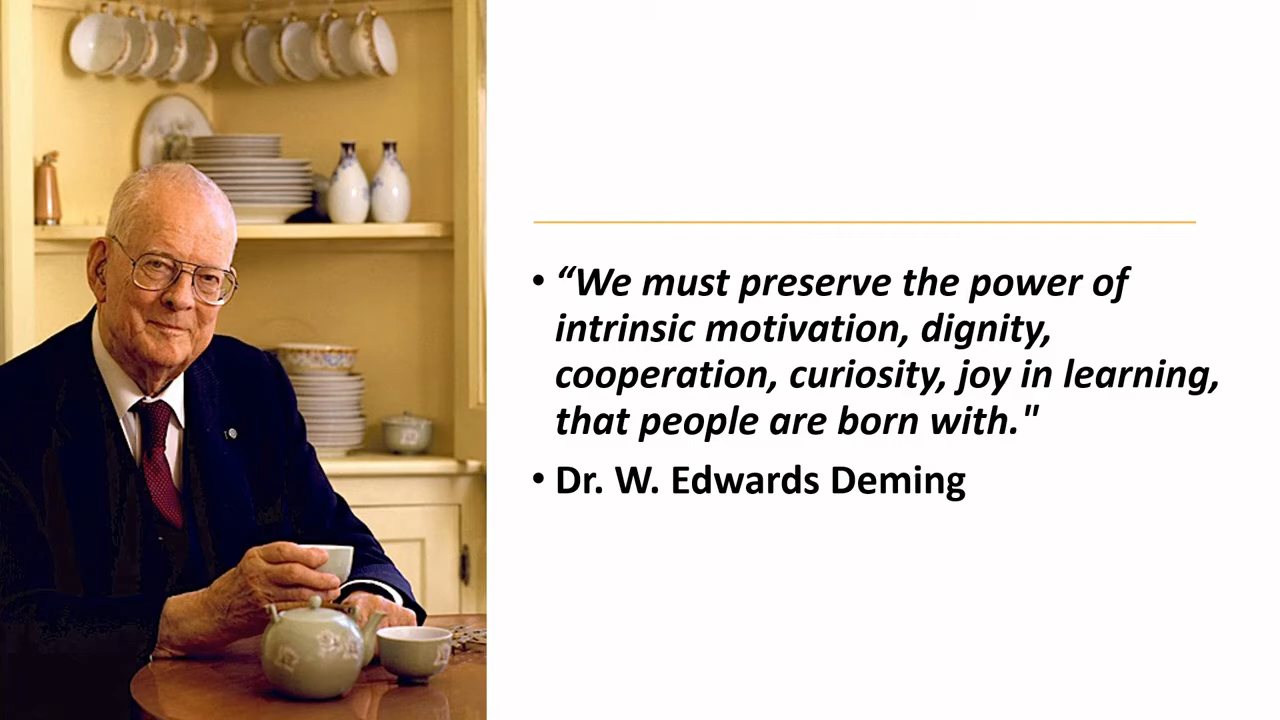 • “We must preserve the power of
intrinsic motivation, dignity,
cooperation, curiosity, joy in learning,
that people are born with."
• Dr. W. Edwards Deming